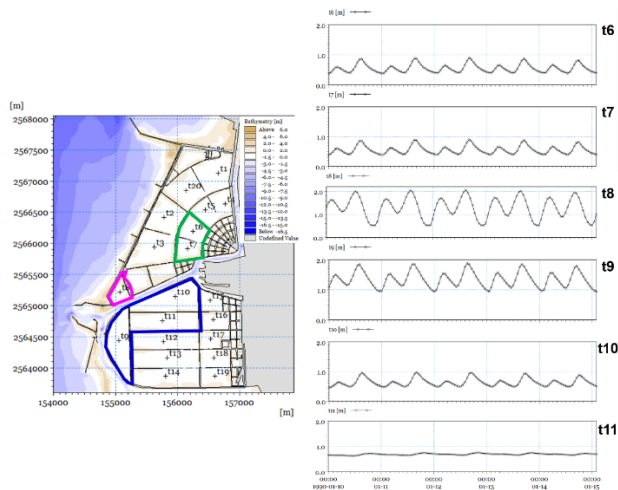 t6 [m]
t6
2.0
1.0
0.0
[m]
2568000
2567500
2567000
2566500
2566000
2565500
2565000
2564500
2564000
154000
155000
156000
157000
[m]
Bathymetry [m]
Above 6.0
4.0 - 6.0
2.0 - 4.0
0.0 - 2.0
-1.5 - 0.0
-3.0 - -1.5
-4.5 - -3.0
-6.0 - -4.5
-7.5 - -6.0
-9.0 - -7.5
-10.5 - -9.0
-12.0 - -10.5
-13.5 - -12.0
-15.0 - -13.5
-16.5 - -15.0
Below -16.5
Undefined Value
t1
t20
t5
t2
t6
t3
t7
t10
t11
t9
t12
t17
t13
t18
t14
t19
t7 [m]
t7
2.0
1.0
0.0
t8 [m]
t8
2.0
1.0
0.0
t9 [m]
t9
2.0
1.0
0.0
t10 [m]
t10
2.0
1.0
0.0
t11 [m]
t11
2.0
1.0
0.0
00:00
1990-01-10
00:00
01-11
00:00
01-12
00:00
01-13
00:00
01-14
00:00
01-15